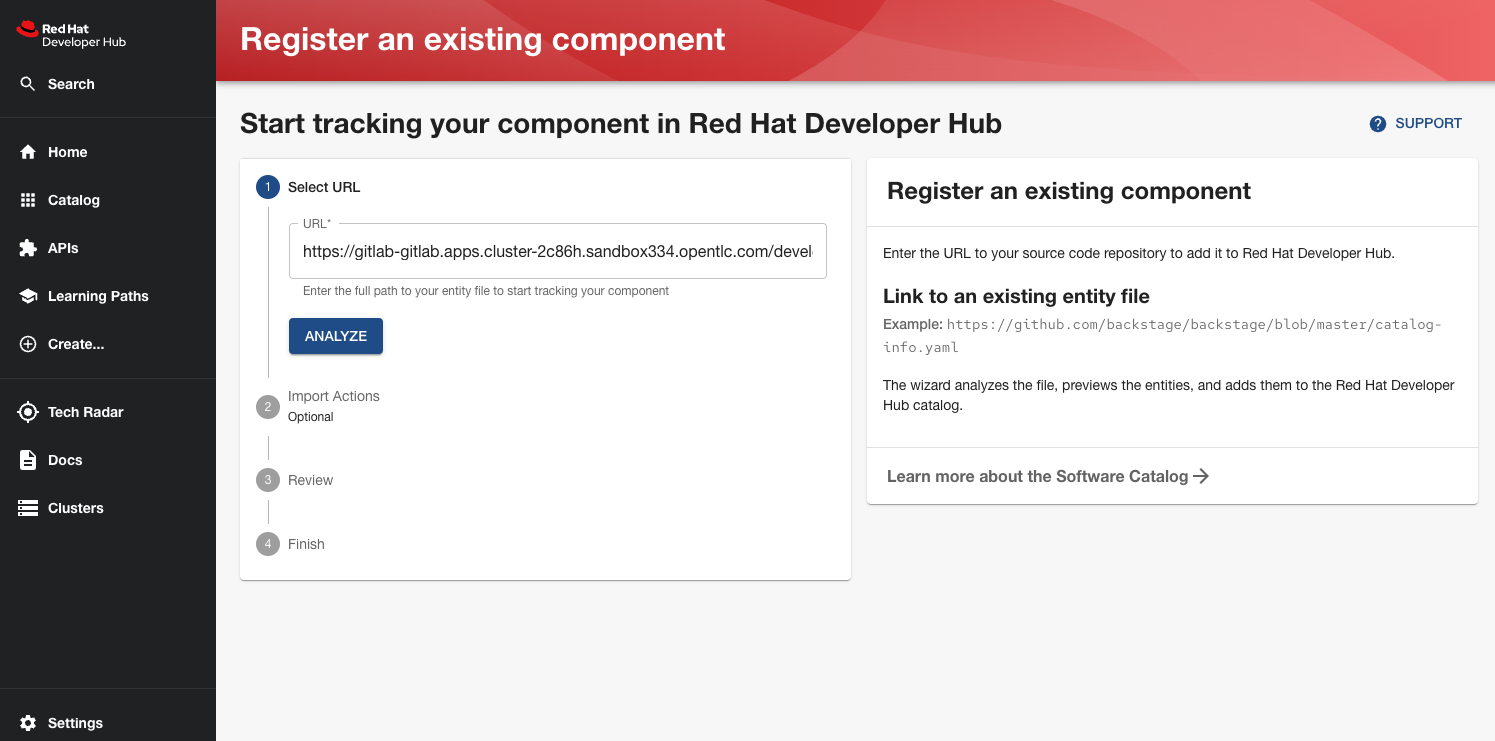 Red Hat
Developer Hub
Search
Home
Catalog
APIs
Learning Paths
Create...
Tech Radar
Docs
Clusters
Settings
Register an existing component
Start tracking your component in Red Hat Developer Hub
SUPPORT
1 Select URL
URL*
https://gitlab-gitlab.apps.cluster-2c86h.sandbox334.opentlc.com/devel
Enter the full path to your entity file to start tracking your component
ANALYZE
2 Import Actions
Optional
3 Review
4 Finish
Register an existing component
Enter the URL to your source code repository to add it to Red Hat Developer Hub.
Link to an existing entity file
Example: https://github.com/backstage/backstage/blob/master/catalog-
info.yaml
The wizard analyzes the file, previews the entities, and adds them to the Red Hat Developer
Hub catalog.
Learn more about the Software Catalog